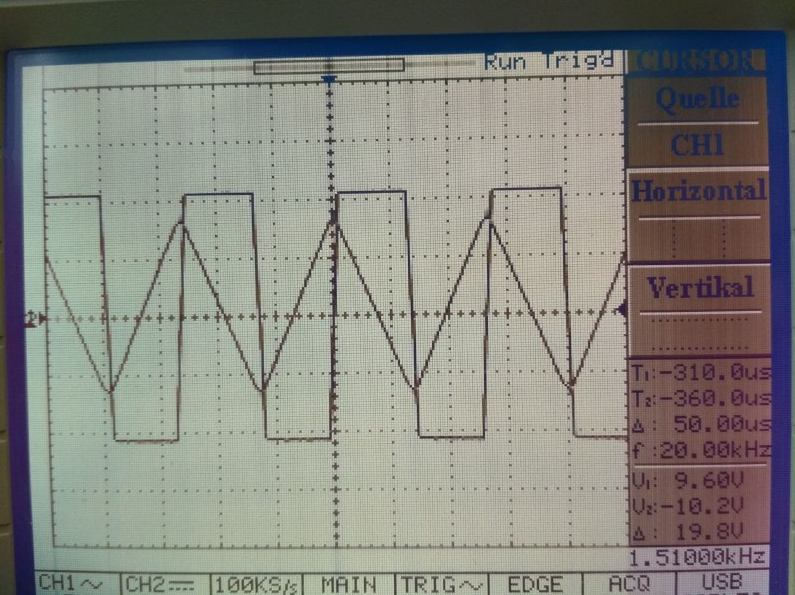 Run Trig'd
CURSOR
Quelle
CH1
Horizontal
Vertikal
2
T₁:-310.0us
T₂:-360.0us
Δ: 50.00us
f:20.00kHz
V₁: 9.60V
V₂:-10.2V
Δ: 19.8V
1.51000kHz
CH1~ CH2 100KS/s MAIN TRIG~ EDGE ACQ USB